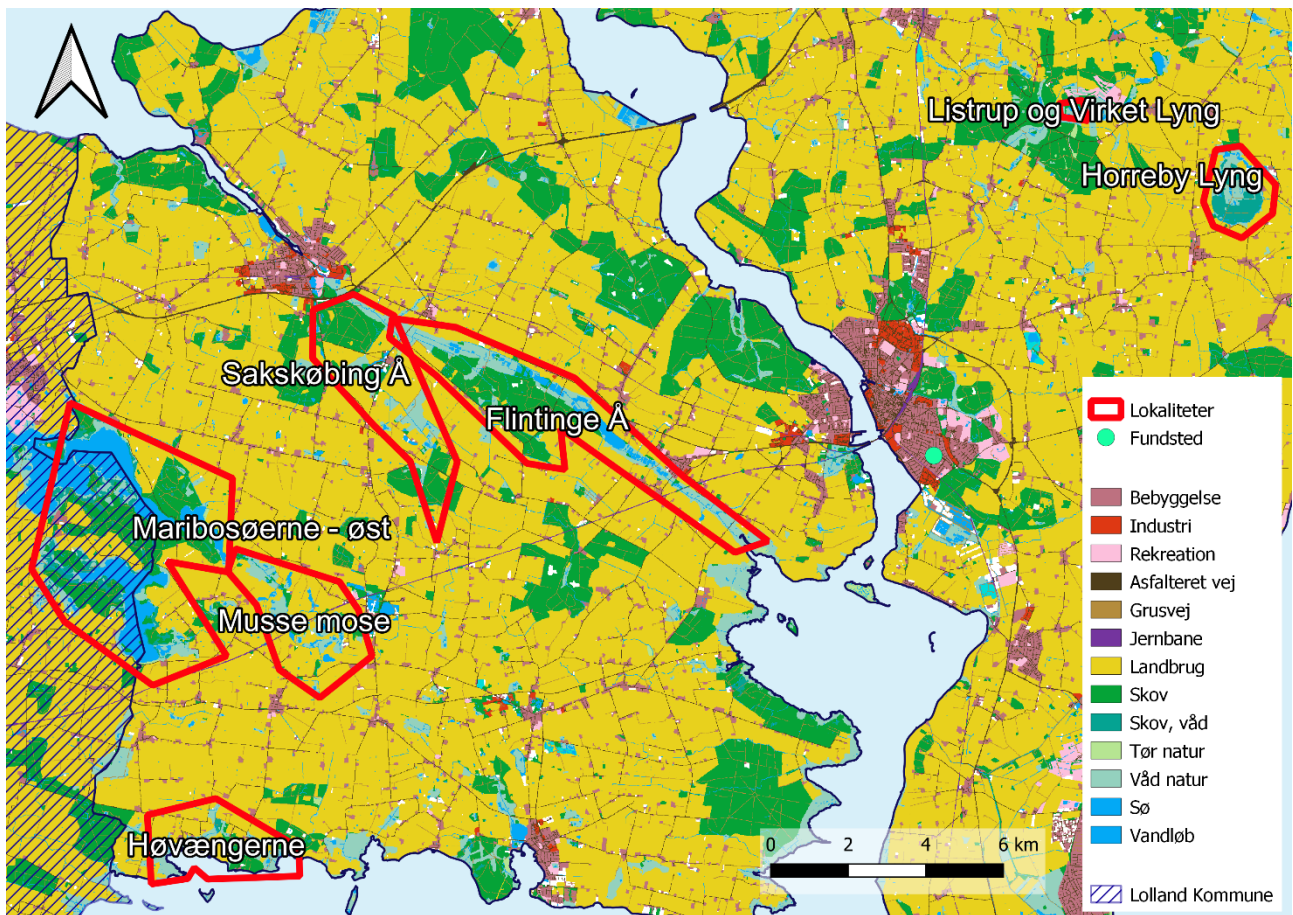 Listrup og Virket Lyng
Horreby Lyng
Sakskøbing Å
Flintinge Å
Maribosøerne - øst
Musse mose
Høvængerne
Lokaliteter
Fundsted
Bebyggelse
Industri
Rekreation
Asfalteret vej
Grusvej
Jernbane
Landbrug
Skov
Skov, våd
Tør natur
Våd natur
Sø
Vandløb
Lolland Kommune
0 2 4 6 km